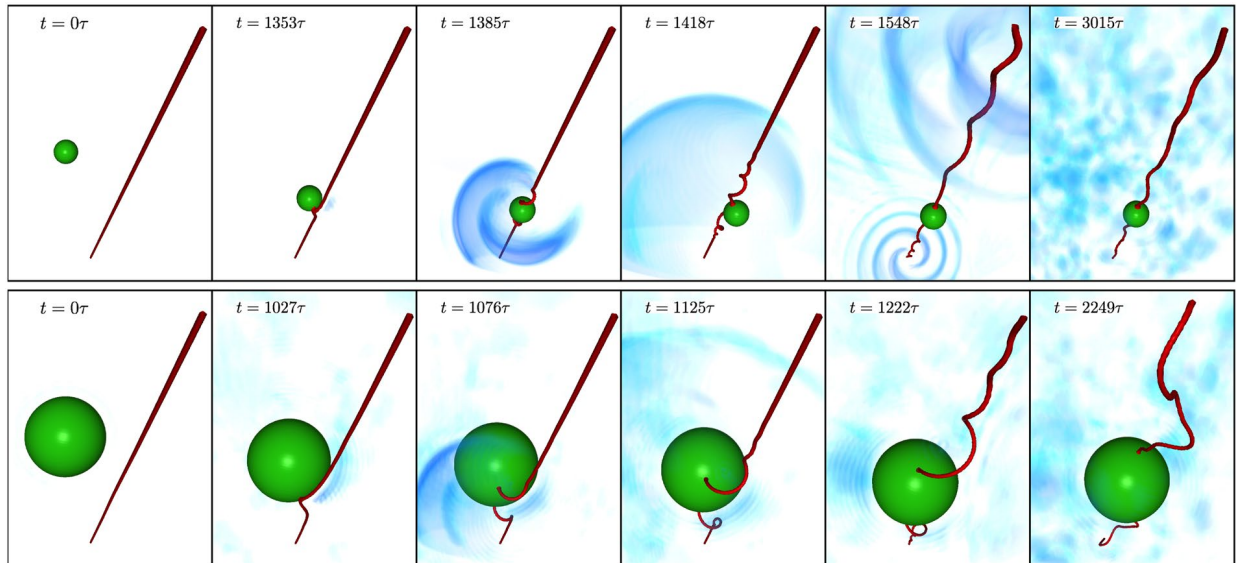 t = 0τ
t = 1353τ
t = 1385τ
t = 1418τ
t = 1548τ
t = 3015τ
t = 0τ
t = 1027τ
t = 1076τ
t = 1125τ
t = 1222τ
t = 2249τ